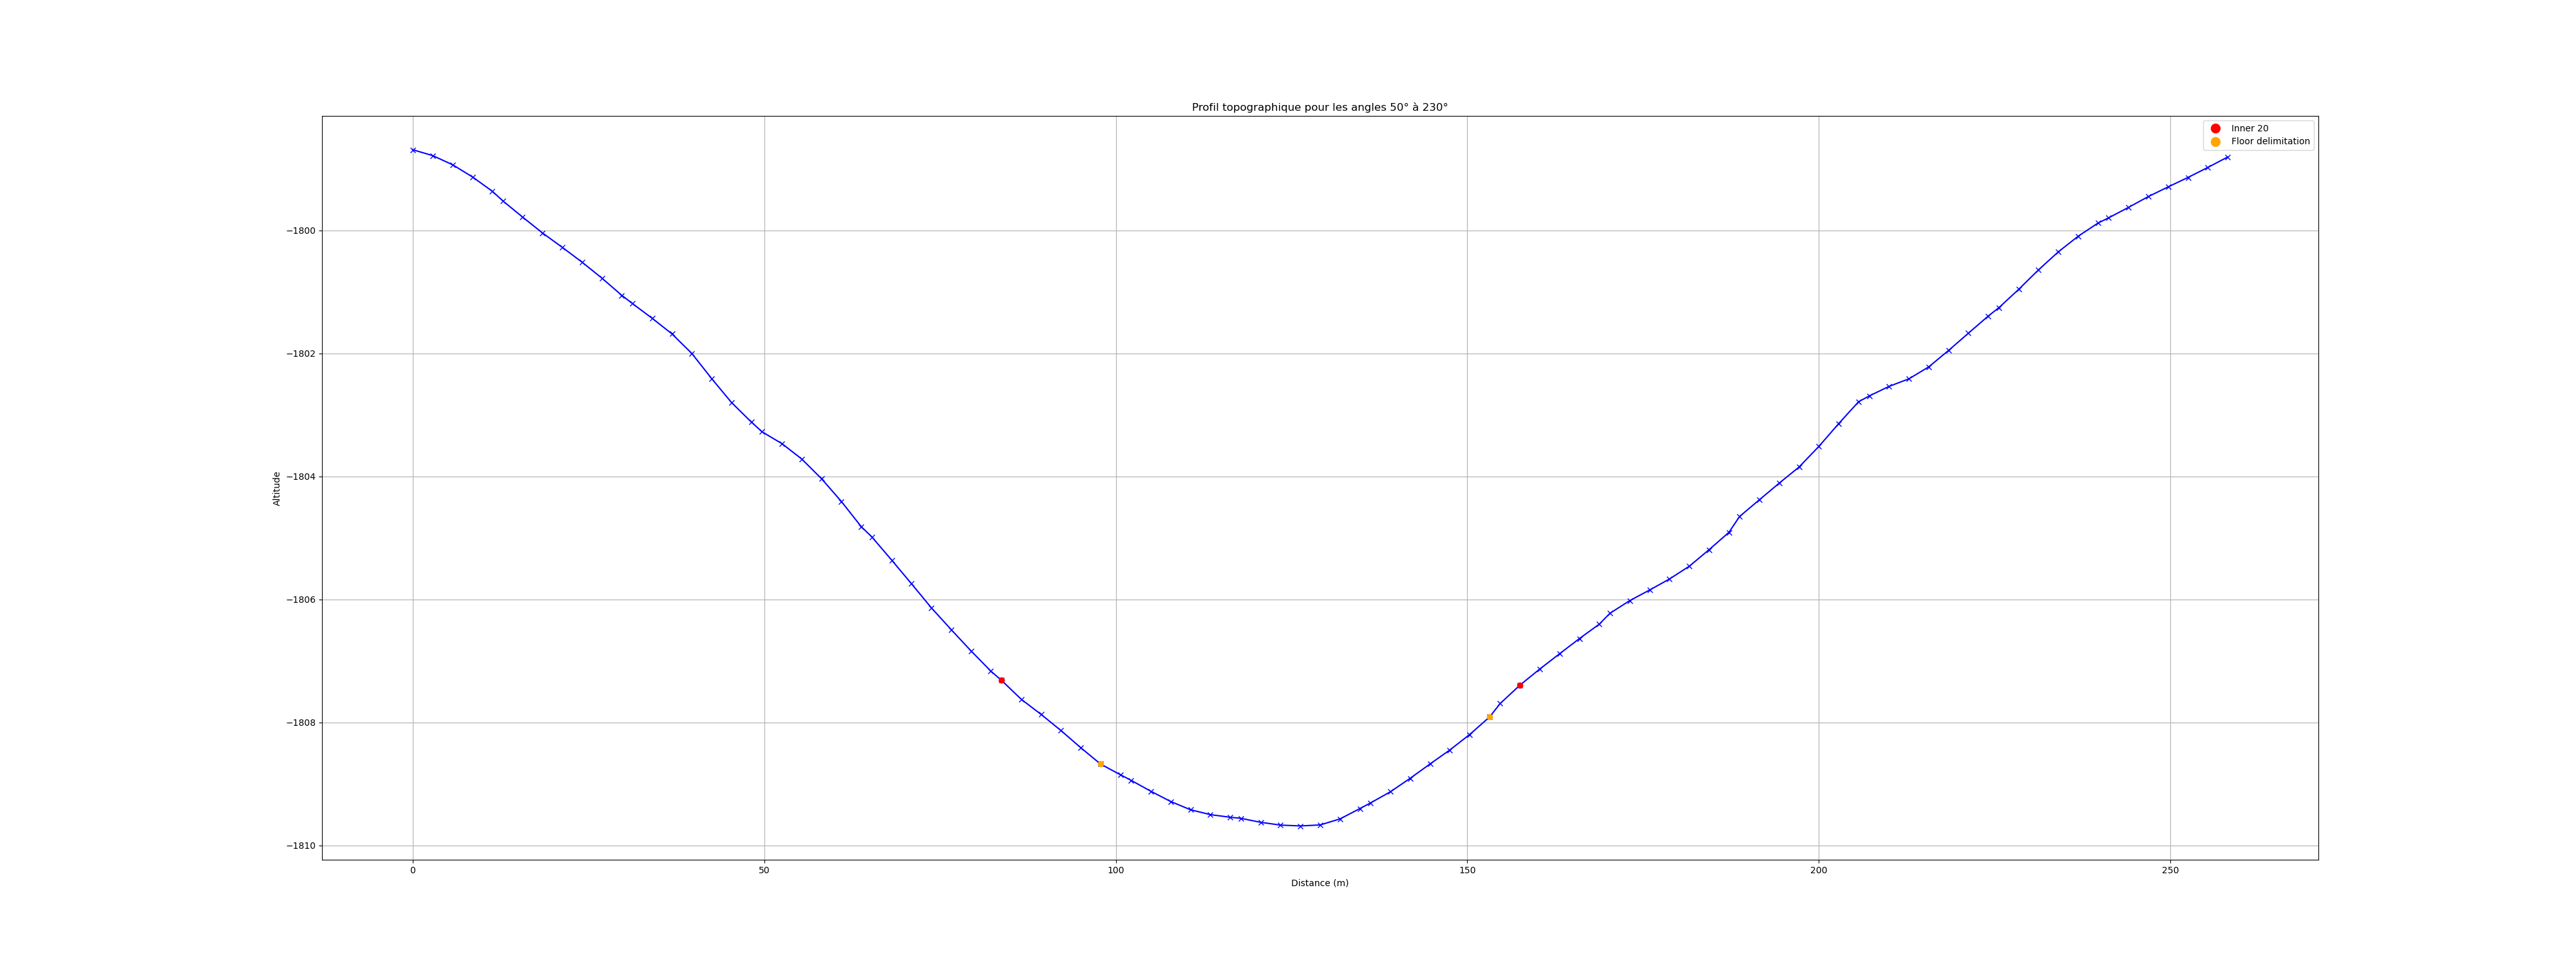 Profil topographique pour les angles 50° à 230°
Inner 20
Floor delimitation
Altitude
−1800
−1802
−1804
−1806
−1808
−1810
0
50
100
150
200
250
Distance (m)